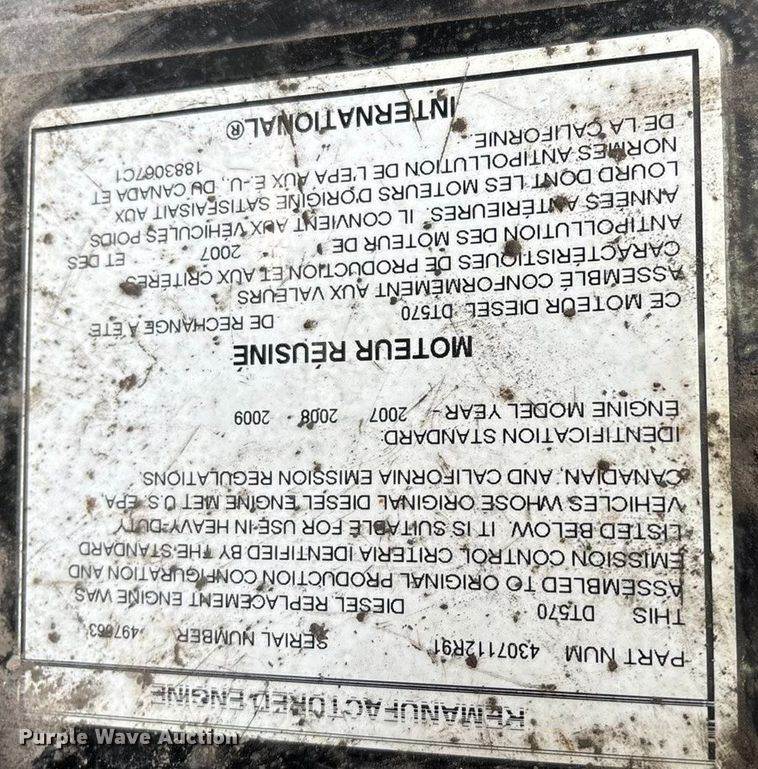 REMANUFACTURED ENGINE
PART NUM 4307112R91 SERIAL NUMBER 497663
THIS DT570 DIESEL REPLACEMENT ENGINE WAS
ASSEMBLED TO ORIGINAL PRODUCTION CONFIGURATION AND
EMISSION CONTROL CRITERIA IDENTIFIED BY THE STANDARD
LISTED BELOW. IT IS SUITABLE FOR USE IN HEAVY-DUTY
VEHICLES WHOSE ORIGINAL DIESEL ENGINE MET U.S. EPA,
CANADIAN, AND CALIFORNIA EMISSION REGULATIONS.
IDENTIFICATION STANDARD:
ENGINE MODEL YEAR - 2007 2008 2009
MOTEUR RÉUSINÉ
CE MOTEUR DIESEL DT570 DE RECHANGE A ÉTÉ
ASSEMBLÉ CONFORMÉMENT AUX VALEURS
CARACTÉRISTIQUES DE PRODUCTION ET AUX CRITÈRES
ANTIPOLLUTION DES MOTEUR DE 2007 ET DES
ANNÉES ANTÉRIEURES. IL CONVIENT AUX VÉHICULES POIDS
LOURD DONT LES MOTEURS D'ORIGINE SATISFAISAIT AUX
NORMES ANTIPOLLUTION DE L'EPA AUX É.-U., DU CANADA ET
DE LA CALIFORNIE. 1883067C1
INTERNATIONAL®
Purple Wave Auction